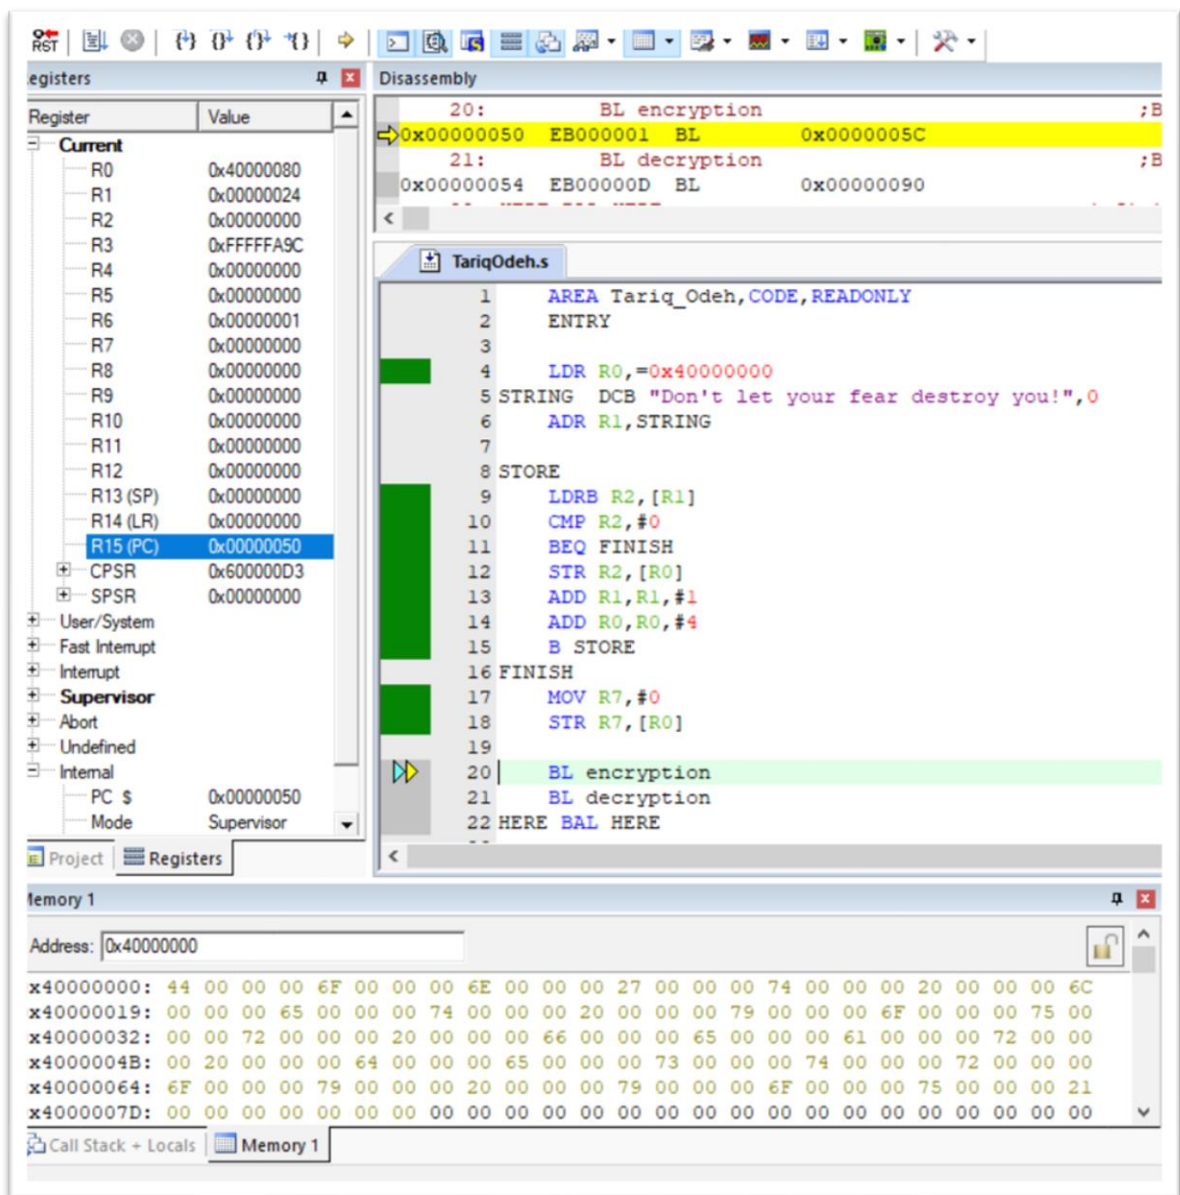 RST
egisters
Register Value
Current
R0 0x40000080
R1 0x00000024
R2 0x00000000
R3 0xFFFFFA9C
R4 0x00000000
R5 0x00000000
R6 0x00000001
R7 0x00000000
R8 0x00000000
R9 0x00000000
R10 0x00000000
R11 0x00000000
R12 0x00000000
R13 (SP) 0x00000000
R14 (LR) 0x00000000
R15 (PC) 0x00000050
CPSR 0x600000D3
SPSR 0x00000000
User/System
Fast Interrupt
Interrupt
Supervisor
Abort
Undefined
Internal
PC $ 0x00000050
Mode Supervisor
Project Registers
Disassembly
20: BL encryption ;B
0x00000050 EB000001 BL 0x0000005C
21: BL decryption ;B
0x00000054 EB00000D BL 0x00000090
TariqOdeh.s
1 AREA Tariq_Odeh,CODE,READONLY
2 ENTRY
3
4 LDR R0,=0x40000000
5 STRING DCB "Don't let your fear destroy you!",0
6 ADR R1,STRING
7
8 STORE
9 LDRB R2,[R1]
10 CMP R2,#0
11 BEQ FINISH
12 STR R2,[R0]
13 ADD R1,R1,#1
14 ADD R0,R0,#4
15 B STORE
16 FINISH
17 MOV R7,#0
18 STR R7,[R0]
19
20 BL encryption
21 BL decryption
22 HERE BAL HERE
Memory 1
Address: 0x40000000
x40000000: 44 00 00 00 6F 00 00 00 6E 00 00 00 27 00 00 00 74 00 00 00 20 00 00 00 6C
x40000019: 00 00 00 65 00 00 00 74 00 00 00 20 00 00 00 79 00 00 00 6F 00 00 00 75 00
x40000032: 00 00 72 00 00 00 20 00 00 00 66 00 00 00 65 00 00 00 61 00 00 00 72 00 00
x4000004B: 00 20 00 00 00 64 00 00 00 65 00 00 00 73 00 00 00 74 00 00 00 72 00 00 00
x40000064: 6F 00 00 00 79 00 00 00 20 00 00 00 79 00 00 00 6F 00 00 00 75 00 00 00 21
x4000007D: 00 00 00 00 00 00 00 00 00 00 00 00 00 00 00 00 00 00 00 00 00 00 00 00 00
Call Stack + Locals Memory 1